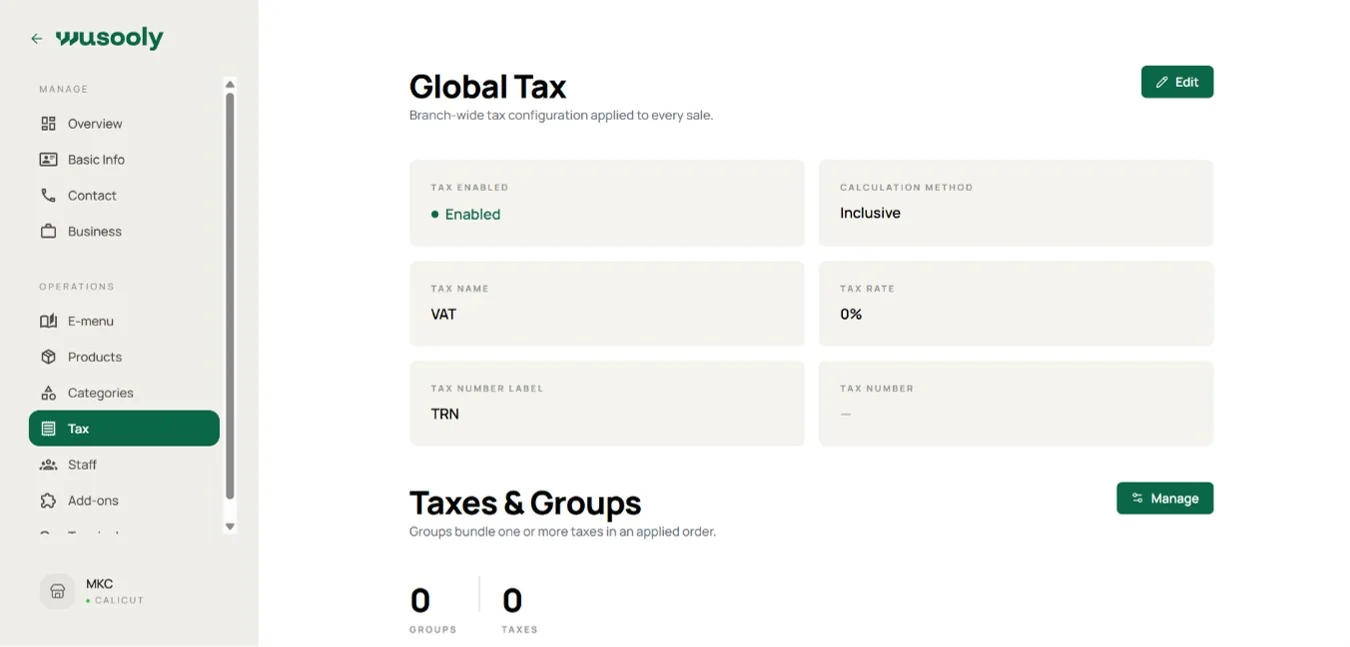 wusooly
MANAGE
Overview
Basic Info
Contact
Business
OPERATIONS
E-menu
Products
Categories
Tax
Staff
Add-ons
MKC
CALICUT
Global Tax
Edit
Branch-wide tax configuration applied to every sale.
TAX ENABLED
Enabled
CALCULATION METHOD
Inclusive
TAX NAME
VAT
TAX RATE
0%
TAX NUMBER LABEL
TRN
TAX NUMBER
—
Taxes & Groups
Manage
Groups bundle one or more taxes in an applied order.
0
GROUPS
0
TAXES